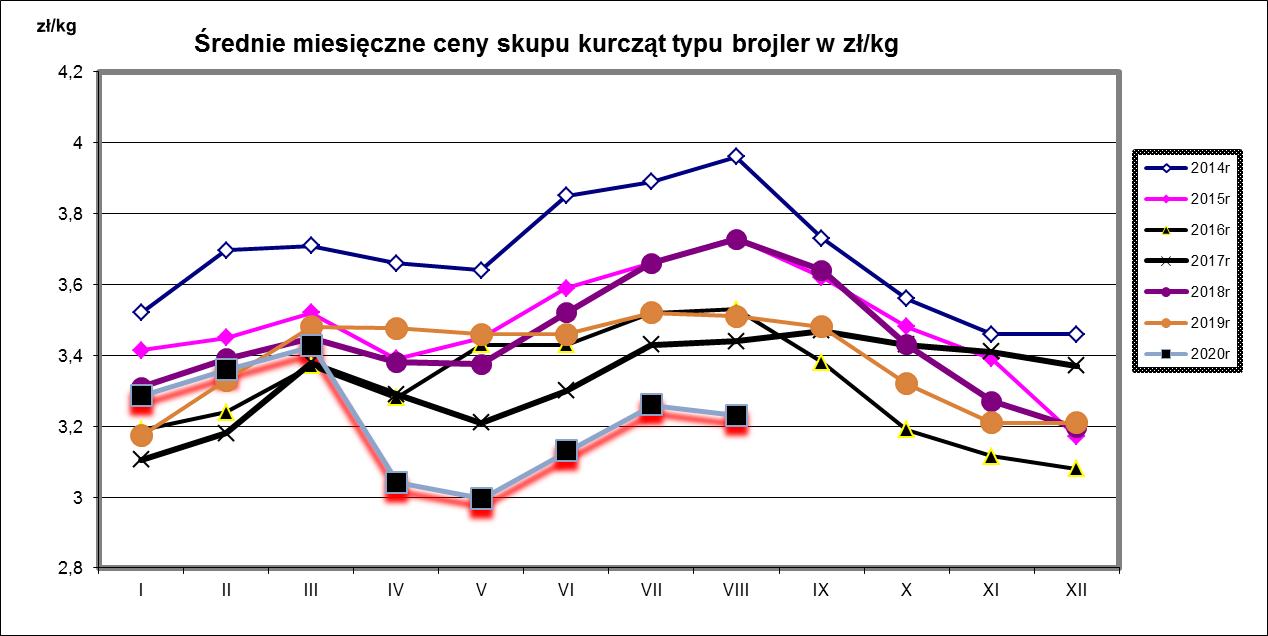 zł/kg
Średnie miesięczne ceny skupu kurcząt typu brojler w zł/kg
4,2
4
3,8
3,6
3,4
3,2
3
2,8
I II III IV V VI VII VIII IX X XI XII
2014r
2015r
2016r
2017r
2018r
2019r
2020r